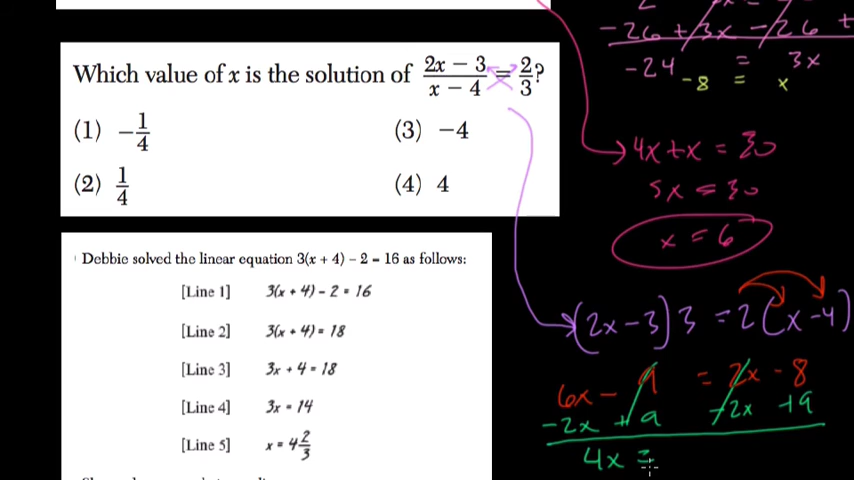 Which value of x is the solution of (2x − 3)/(x − 4) = 2/3?
(1) −1/4
(3) −4
(2) 1/4
(4) 4
Debbie solved the linear equation 3(x + 4) − 2 = 16 as follows:
[Line 1] 3(x + 4) − 2 = 16
[Line 2] 3(x + 4) = 18
[Line 3] 3x + 4 = 18
[Line 4] 3x = 14
[Line 5] x = 4 2/3
-26 + 3x - 26 +
-24 = 3x
-8 = x
4x + x = 30
5x = 30
x = 6
(2x - 3) 3 = 2 (x - 4)
6x - 9 = 2x - 8
-2x + 9 -2x + 9
4x =